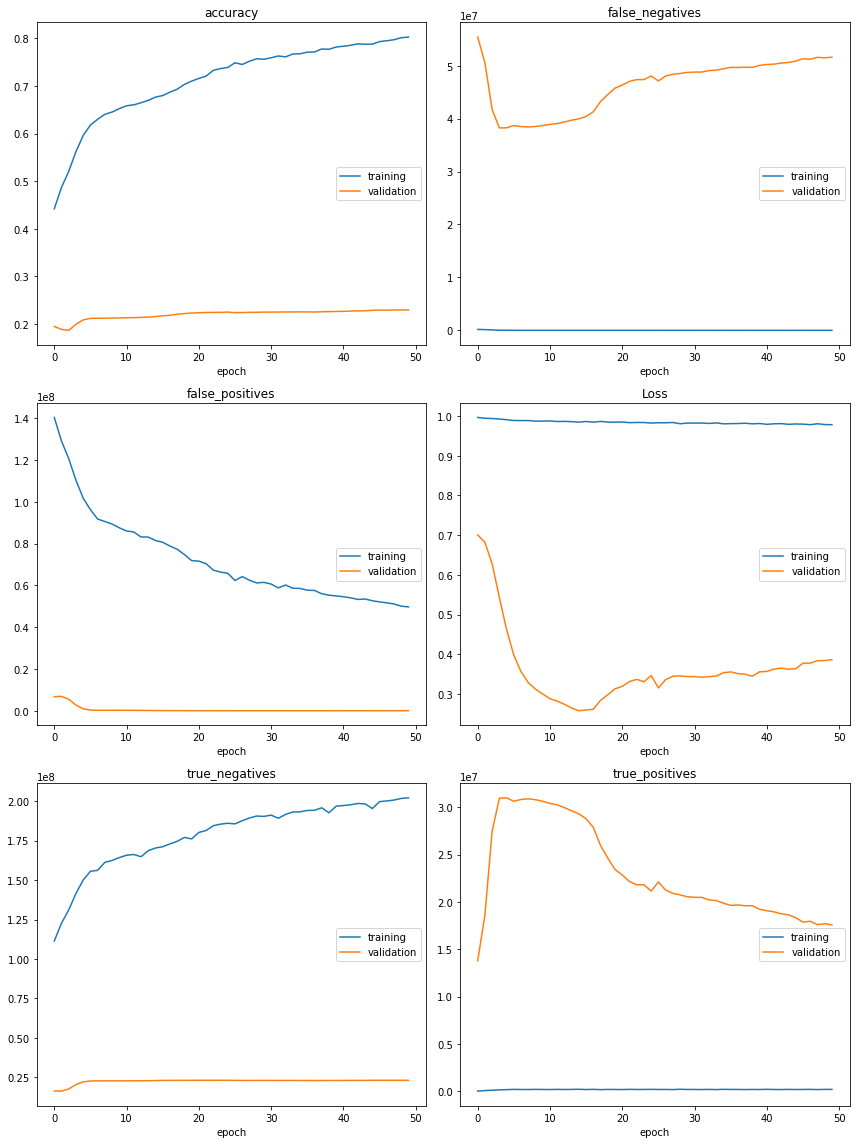 accuracy
0.8
0.7
0.6
0.5
0.4
0.3
0.2
training
validation
0 10 20 30 40 50
epoch
false_negatives
1e7
5
4
3
2
1
0
training
validation
0 10 20 30 40 50
epoch
false_positives
1e8
1.4
1.2
1.0
0.8
0.6
0.4
0.2
0.0
training
validation
0 10 20 30 40 50
epoch
Loss
1.0
0.9
0.8
0.7
0.6
0.5
0.4
0.3
training
validation
0 10 20 30 40 50
epoch
true_negatives
1e8
2.00
1.75
1.50
1.25
1.00
0.75
0.50
0.25
training
validation
0 10 20 30 40 50
epoch
true_positives
1e7
3.0
2.5
2.0
1.5
1.0
0.5
0.0
training
validation
0 10 20 30 40 50
epoch